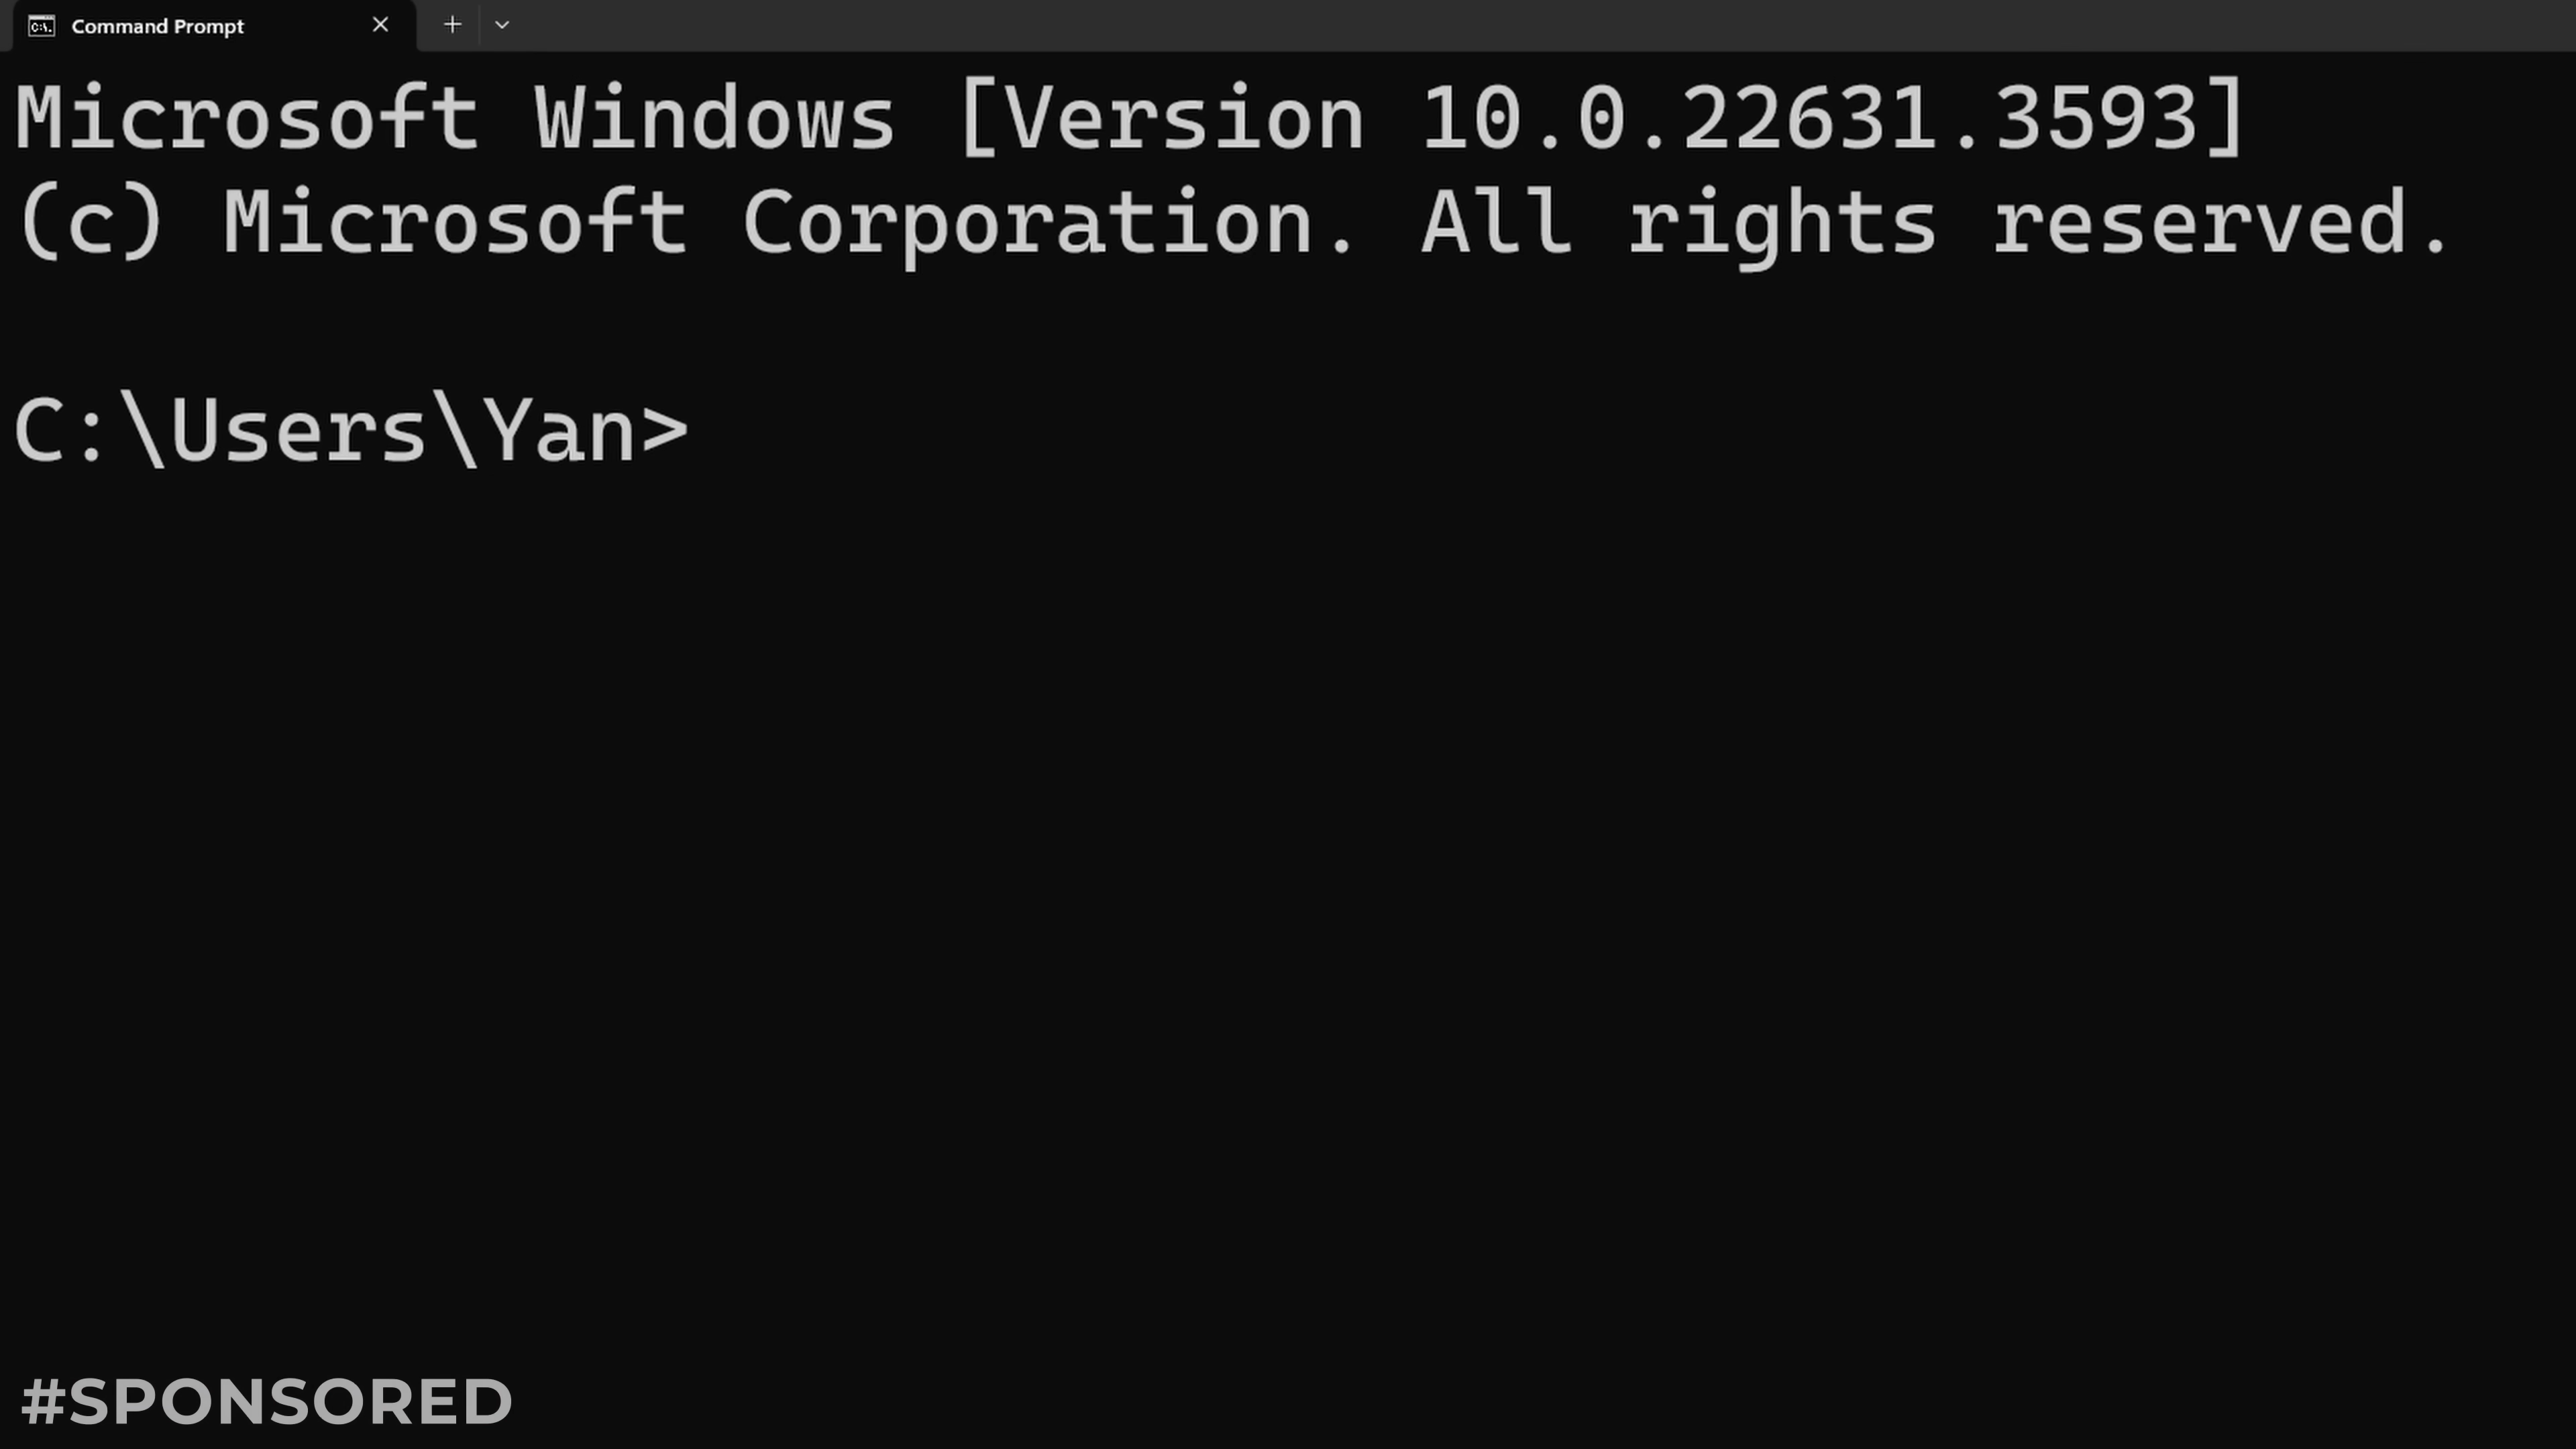 Command Prompt
Microsoft Windows [Version 10.0.22631.3593]
(c) Microsoft Corporation. All rights reserved.
C:\Users\Yan>
#SPONSORED